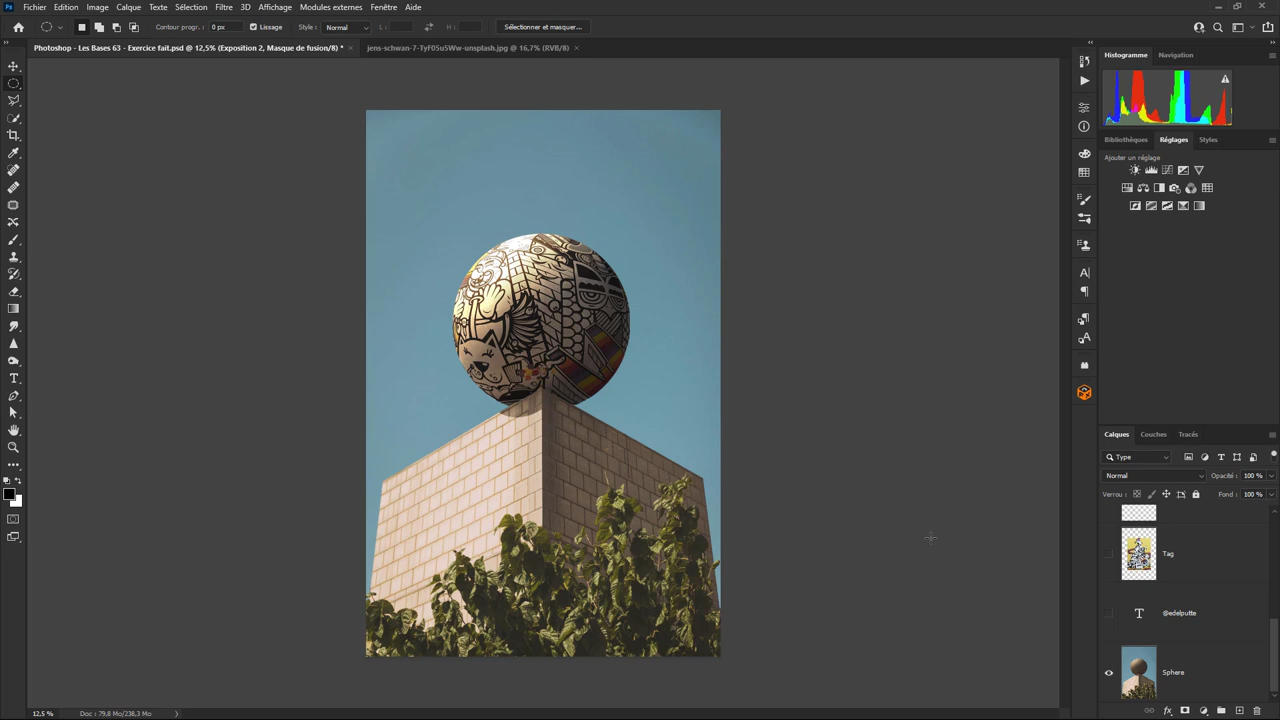 Ps Fichier Edition Image Calque Texte Sélection Filtre 3D Affichage Modules externes Fenêtre Aide
Contour progr. : 0 px Lissage Style : Normal L : H : Sélectionner et masquer...
Photoshop - Les Bases 63 - Exercice fait.psd @ 12,5% (Exposition 2, Masque de fusion/8) * × jens-schwan-7-TyF05u5Ww-unsplash.jpg @ 16,7% (RVB/8) ×
Histogramme Navigation
Bibliothèques Réglages Styles
Ajouter un réglage
Calques Couches Tracés
Type
Normal Opacité : 100 %
Verrou : Fond : 100 %
Tag
T @edelputte
Sphere
12,5 % Doc : 79,8 Mo/238,3 Mo